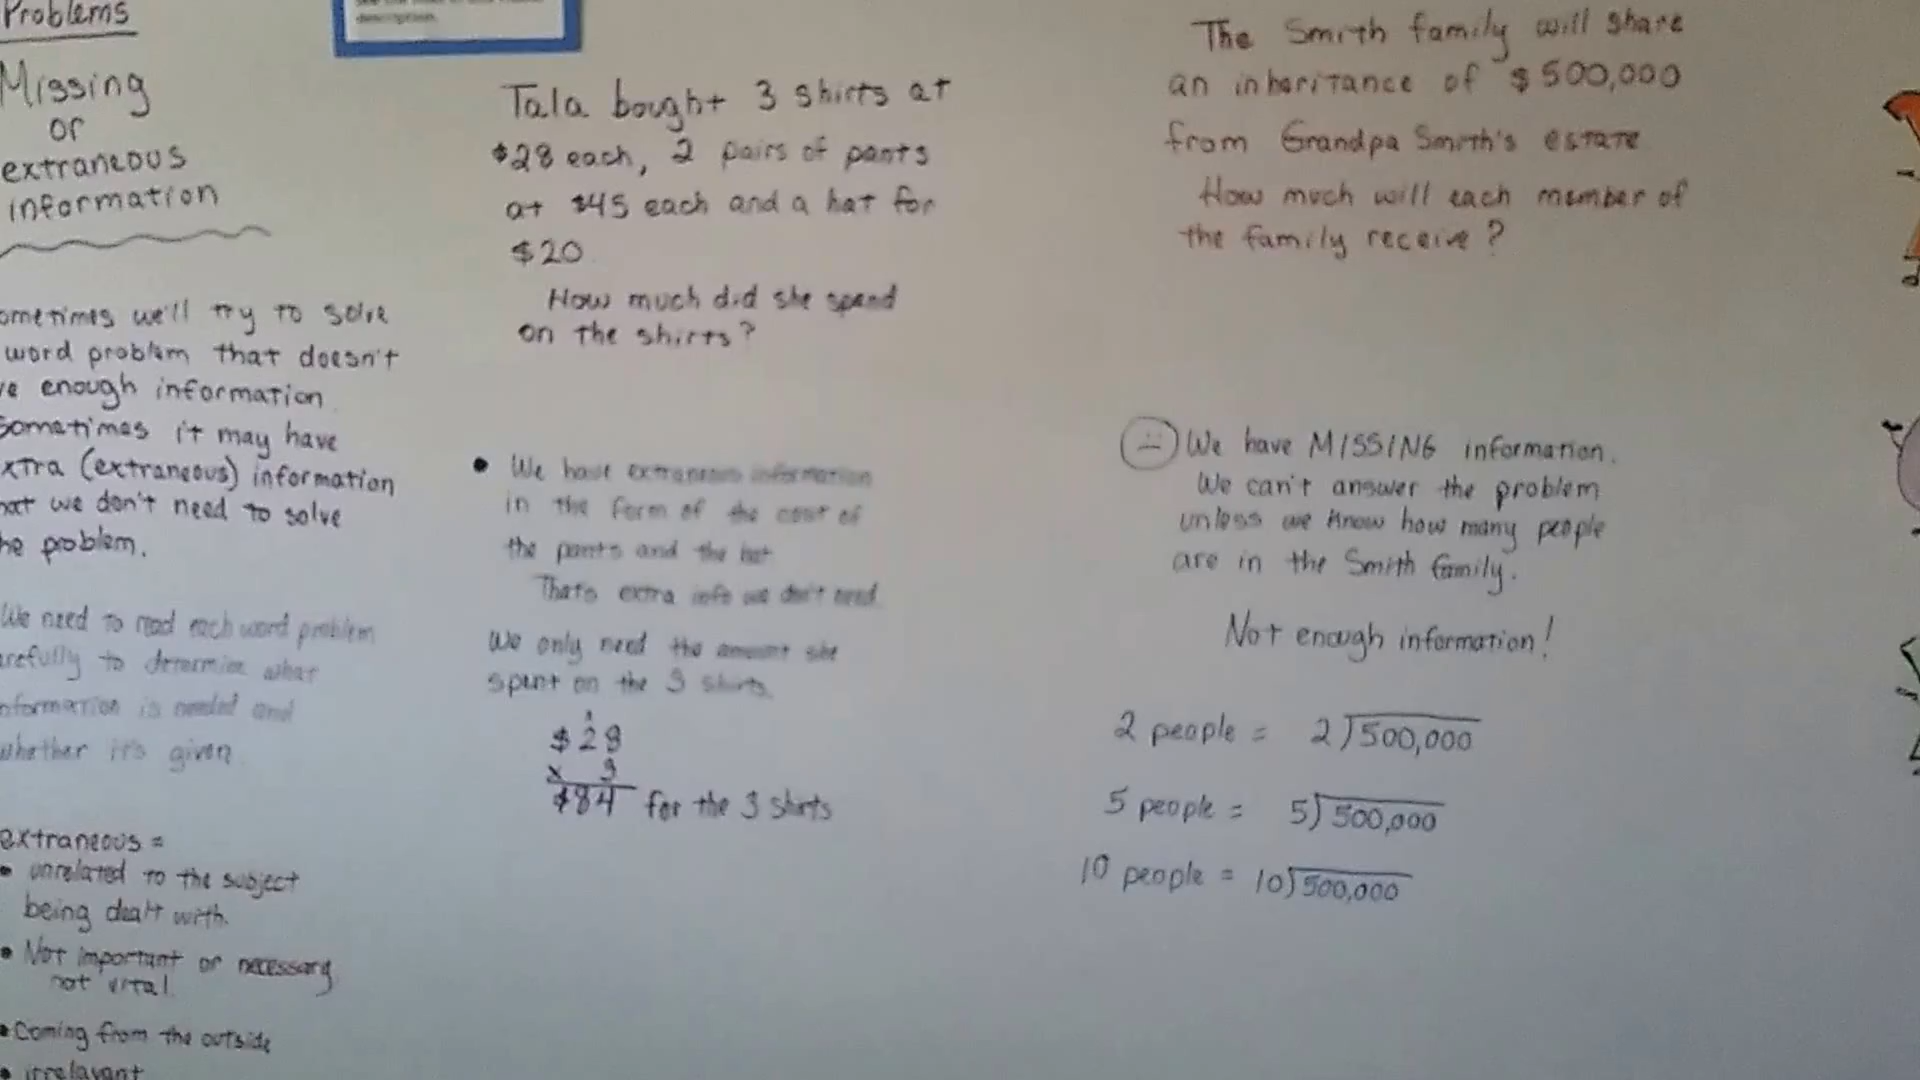 Problems
Missing
or
extraneous
information
ometimes we'll try to solve
word problem that doesn't
ve enough information
Sometimes it may have
xtra (extraneous) information
hat we don't need to solve
he problem.
We need to read each word problem
arefully to determine what
nformation is needed and
whether it's given
extraneous =
• unrelated to the subject
being dealt with.
• Not important or necessary
not vital
• Coming from the outside
• irrelavant
description.
Tala bought 3 shirts at
$28 each, 2 pairs of pants
at $45 each and a hat for
$20
How much did she spend
on the shirts?
• We have extraneous information
in the form of the cost of
the pants and the hat
That's extra info we don't need.
We only need the amount she
spent on the 3 shirts.
2
$28
x 3
$84 for the 3 shirts
The Smith family will share
an inheritance of $500,000
from Grandpa Smith's estate
How much will each member of
the family receive?
We have MISSING information.
We can't answer the problem
unless we know how many people
are in the Smith family.
Not enough information!
2 people = 2)500,000
5 people = 5)500,000
10 people = 10)500,000